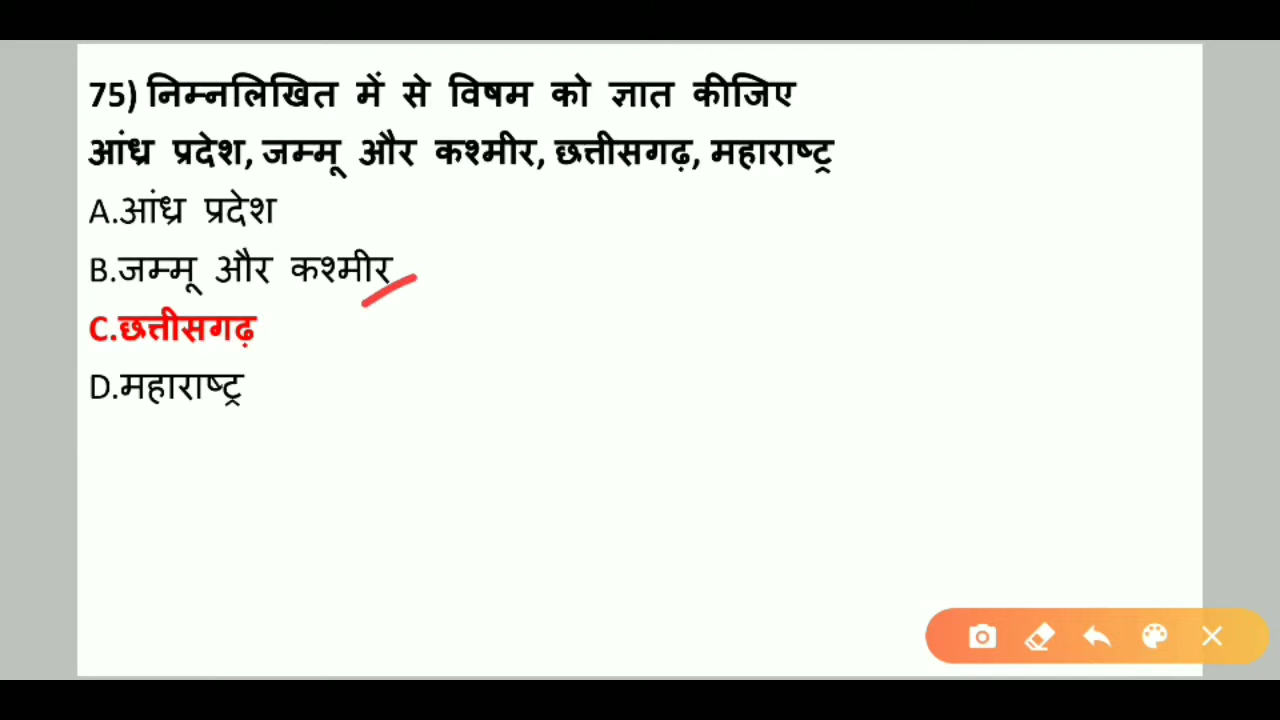 75) निम्नलिखित में से विषम को ज्ञात कीजिए
आंध्र प्रदेश, जम्मू और कश्मीर, छत्तीसगढ़, महाराष्ट्र
A.आंध्र प्रदेश
B.जम्मू और कश्मीर
C.छत्तीसगढ़
D.महाराष्ट्र